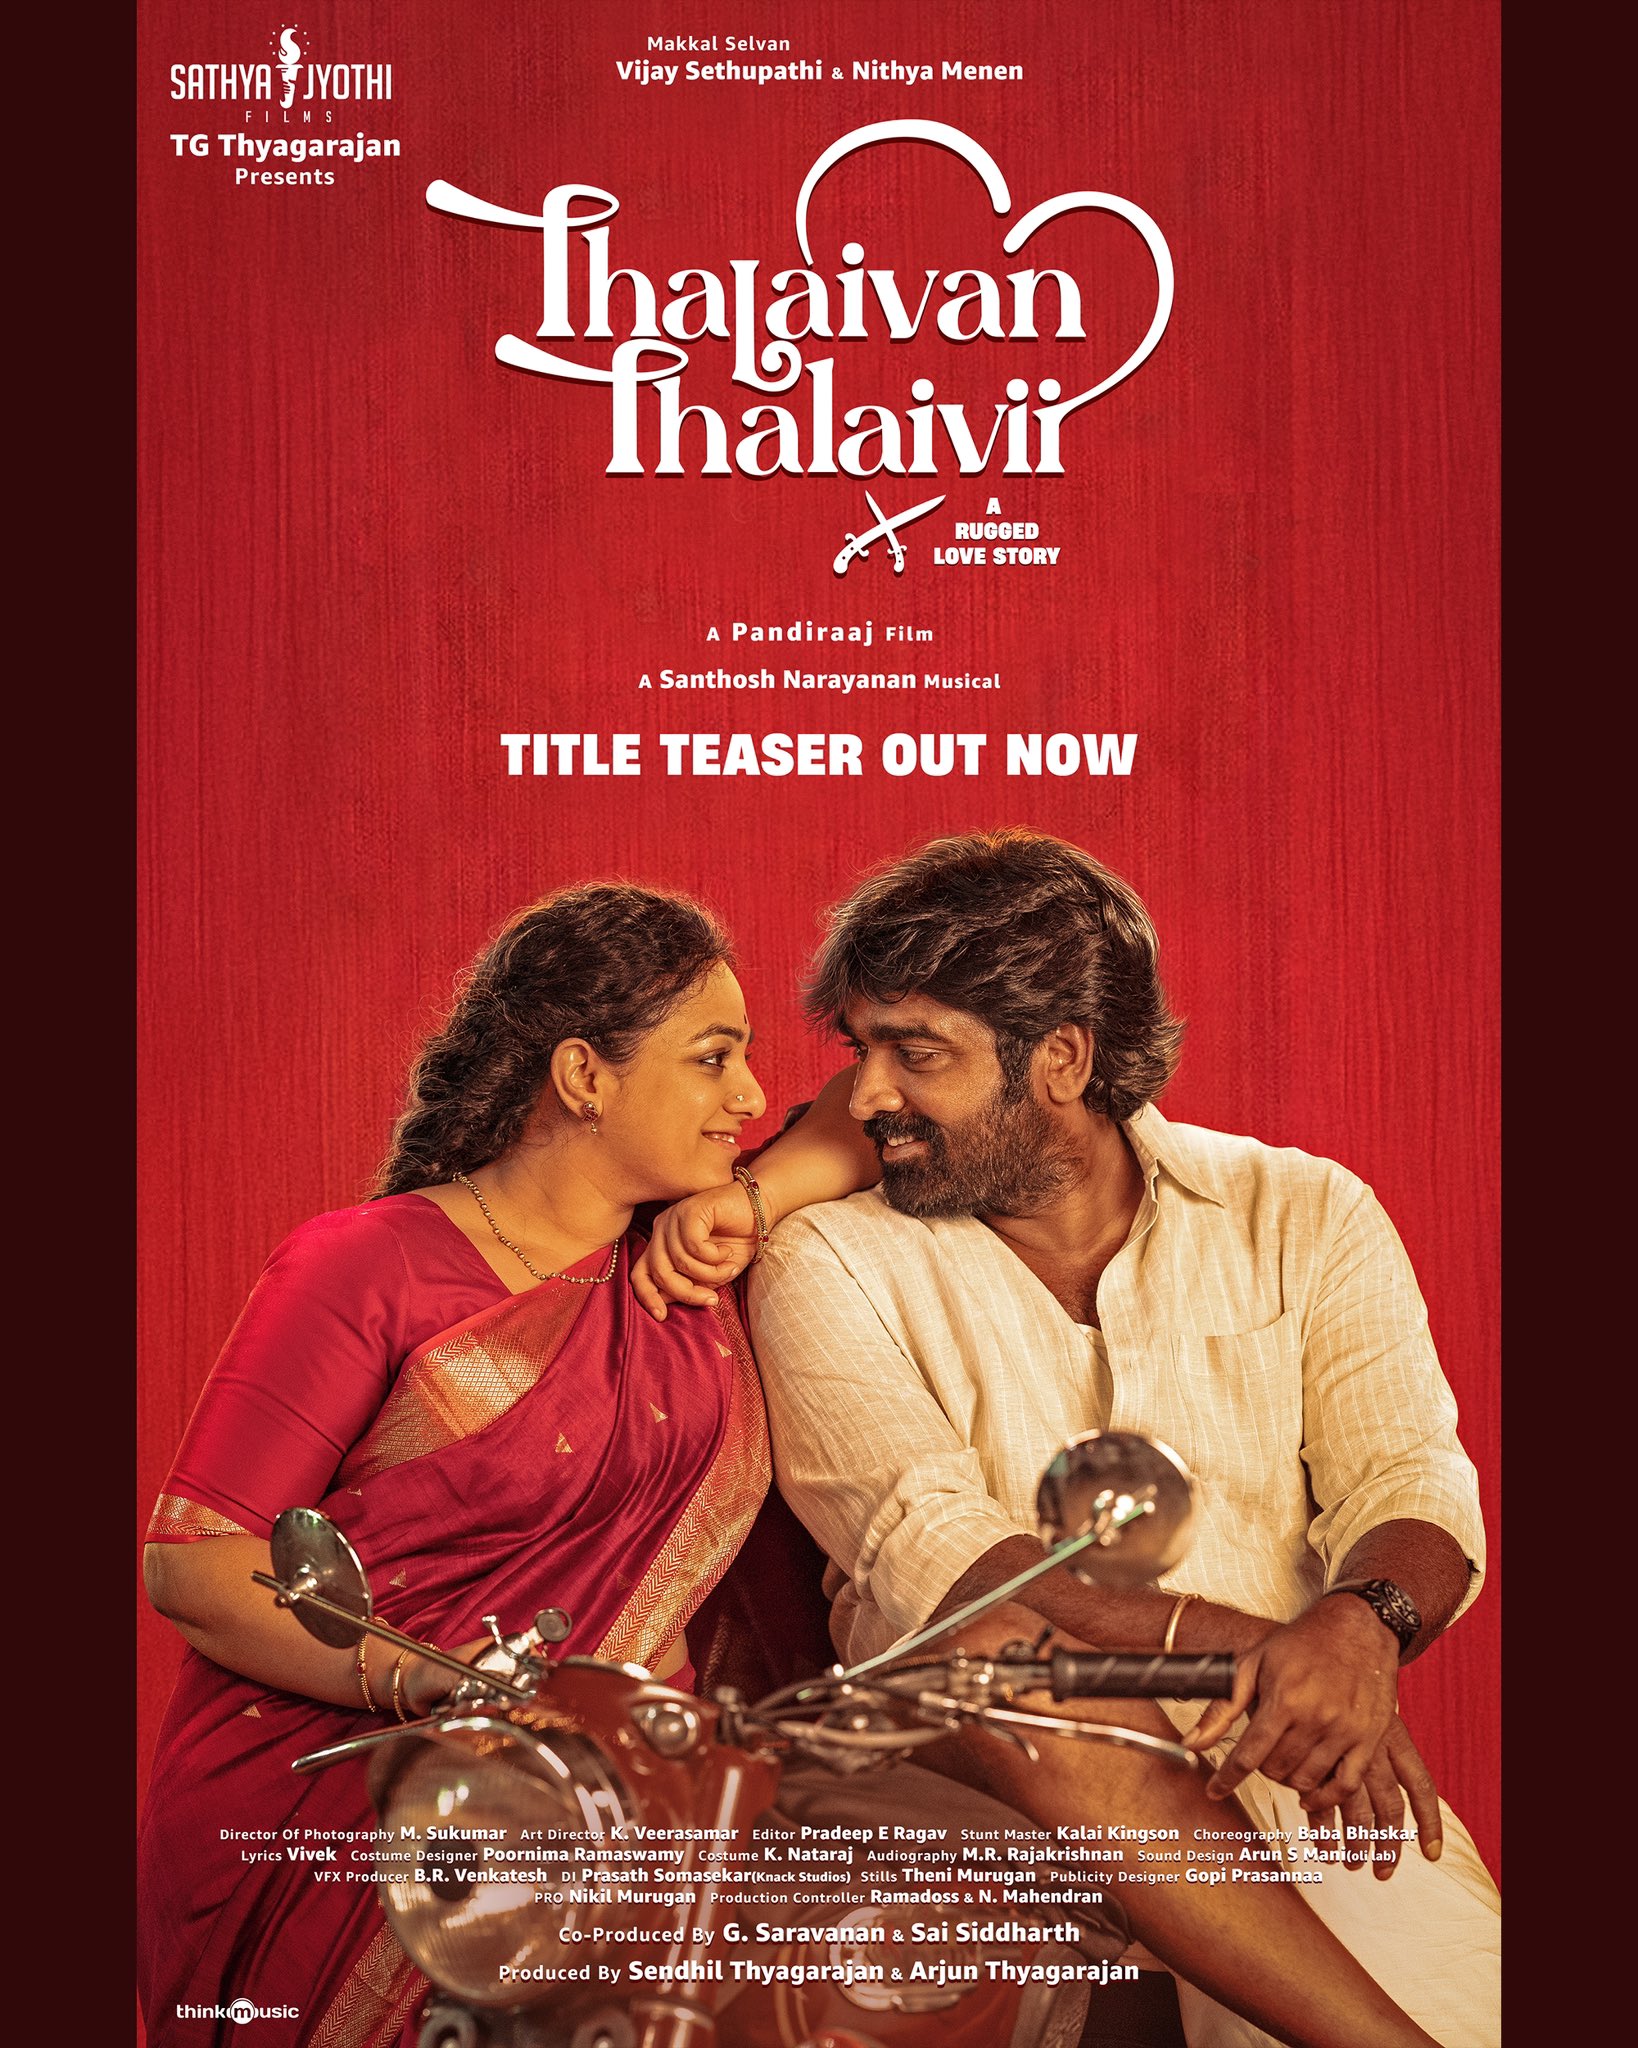 SATHYA JYOTHI
FILMS
TG Thyagarajan
Presents
Makkal Selvan
Vijay Sethupathi & Nithya Menen
Thalaivan
Thalaivii
A
RUGGED
LOVE STORY
A Pandiraaj Film
A Santhosh Narayanan Musical
TITLE TEASER OUT NOW
Director Of Photography M. Sukumar Art Director K. Veerasamar Editor Pradeep E Ragav Stunt Master Kalai Kingson Choreography Baba Bhaskar
Lyrics Vivek Costume Designer Poornima Ramaswamy Costume K. Nataraj Audiography M.R. Rajakrishnan Sound Design Arun S Mani(oli lab)
VFX Producer B.R. Venkatesh DI Prasath Somasekar(Knack Studios) Stills Theni Murugan Publicity Designer Gopi Prasannaa
PRO Nikil Murugan Production Controller Ramadoss & N. Mahendran
Co-Produced By G. Saravanan & Sai Siddharth
Produced By Sendhil Thyagarajan & Arjun Thyagarajan
think music